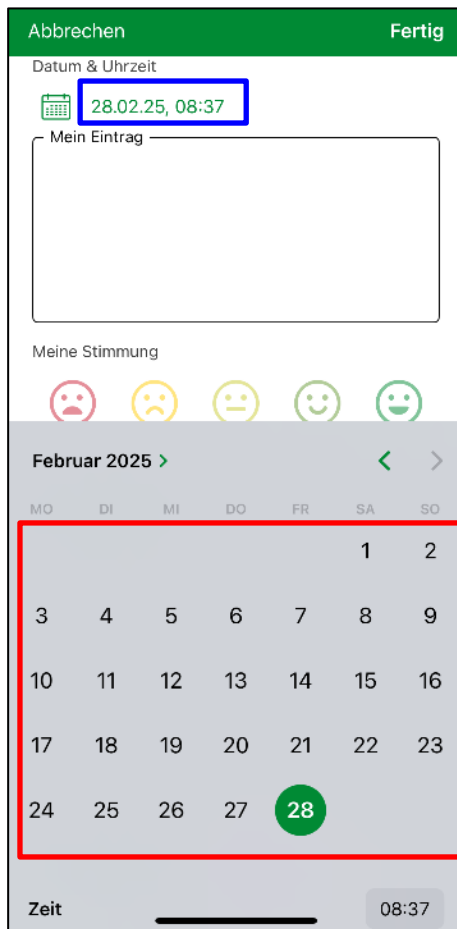 Abbrechen Fertig
Datum & Uhrzeit
28.02.25, 08:37
Mein Eintrag
Meine Stimmung
Februar 2025 >
MO DI MI DO FR SA SO
1 2
3 4 5 6 7 8 9
10 11 12 13 14 15 16
17 18 19 20 21 22 23
24 25 26 27 28
Zeit 08:37